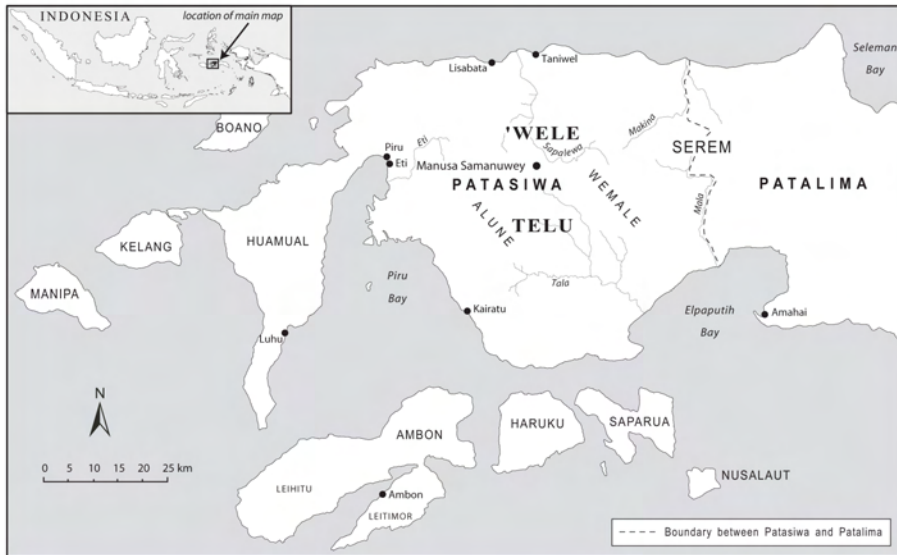 INDONESIA
location of main map
Seleman
Bay
Taniwel
Lisabata
BOANO
'WELE
Makina
Eti
Piru
Eti
Sapalewa
SEREM
Manusa Samanuwey
PATASIWA
WEMALE
PATALIMA
Mala
ALUNE
TELU
KELANG
HUAMUAL
MANIPA
Piru
Bay
Tala
Kairatu
Elpaputih
Bay
Amahai
Luhu
N
0 5 10 15 20 25 km
AMBON
HARUKU
SAPARUA
NUSALAUT
LEIHITU
Ambon
LEITIMOR
Boundary between Patasiwa and Patalima